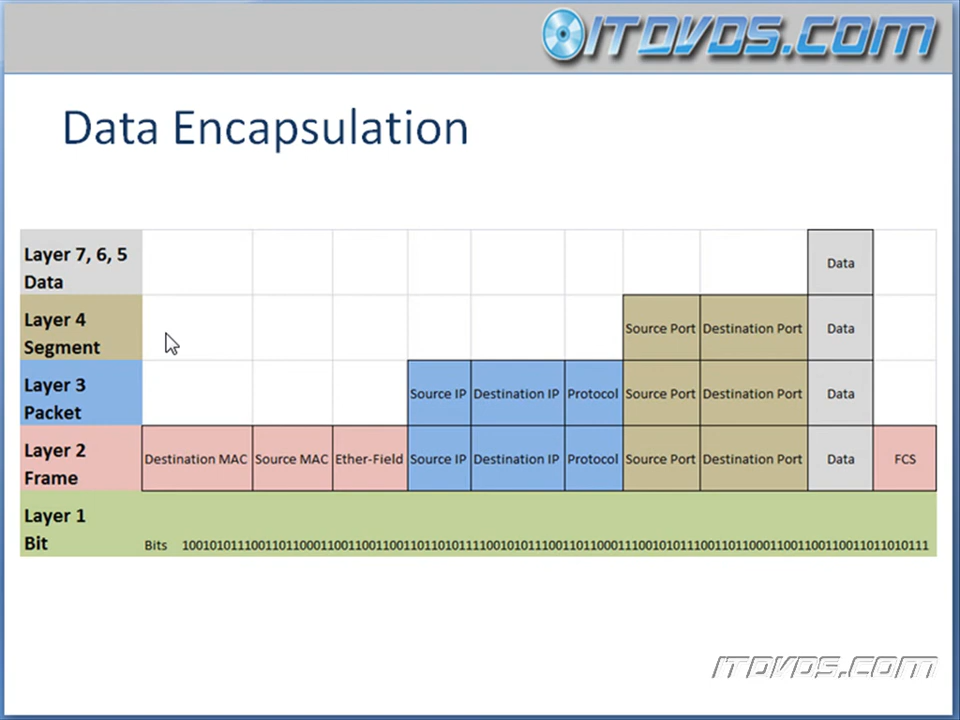 ITDVDS.COM
Data Encapsulation
Layer 7, 6, 5
Data
Data
Layer 4
Segment
Source Port Destination Port Data
Layer 3
Packet
Source IP Destination IP Protocol Source Port Destination Port Data
Layer 2
Frame
Destination MAC Source MAC Ether-Field Source IP Destination IP Protocol Source Port Destination Port Data FCS
Layer 1
Bit
Bits
ITDVDS.COM